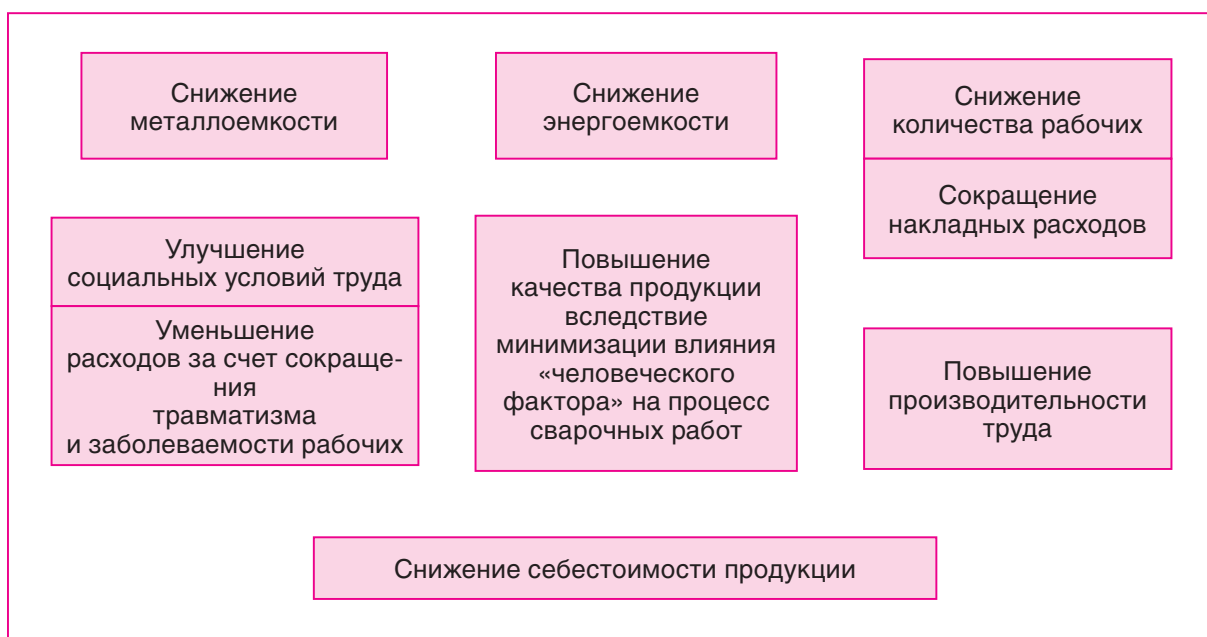 Снижение
металлоемкости
Снижение
энергоемкости
Снижение
количества рабочих
Сокращение
накладных расходов
Улучшение
социальных условий труда
Уменьшение
расходов за счет сокраще-
ния
травматизма
и заболеваемости рабочих
Повышение
качества продукции
вследствие
минимизации влияния
«человеческого
фактора» на процесс
сварочных работ
Повышение
производительности
труда
Снижение себестоимости продукции